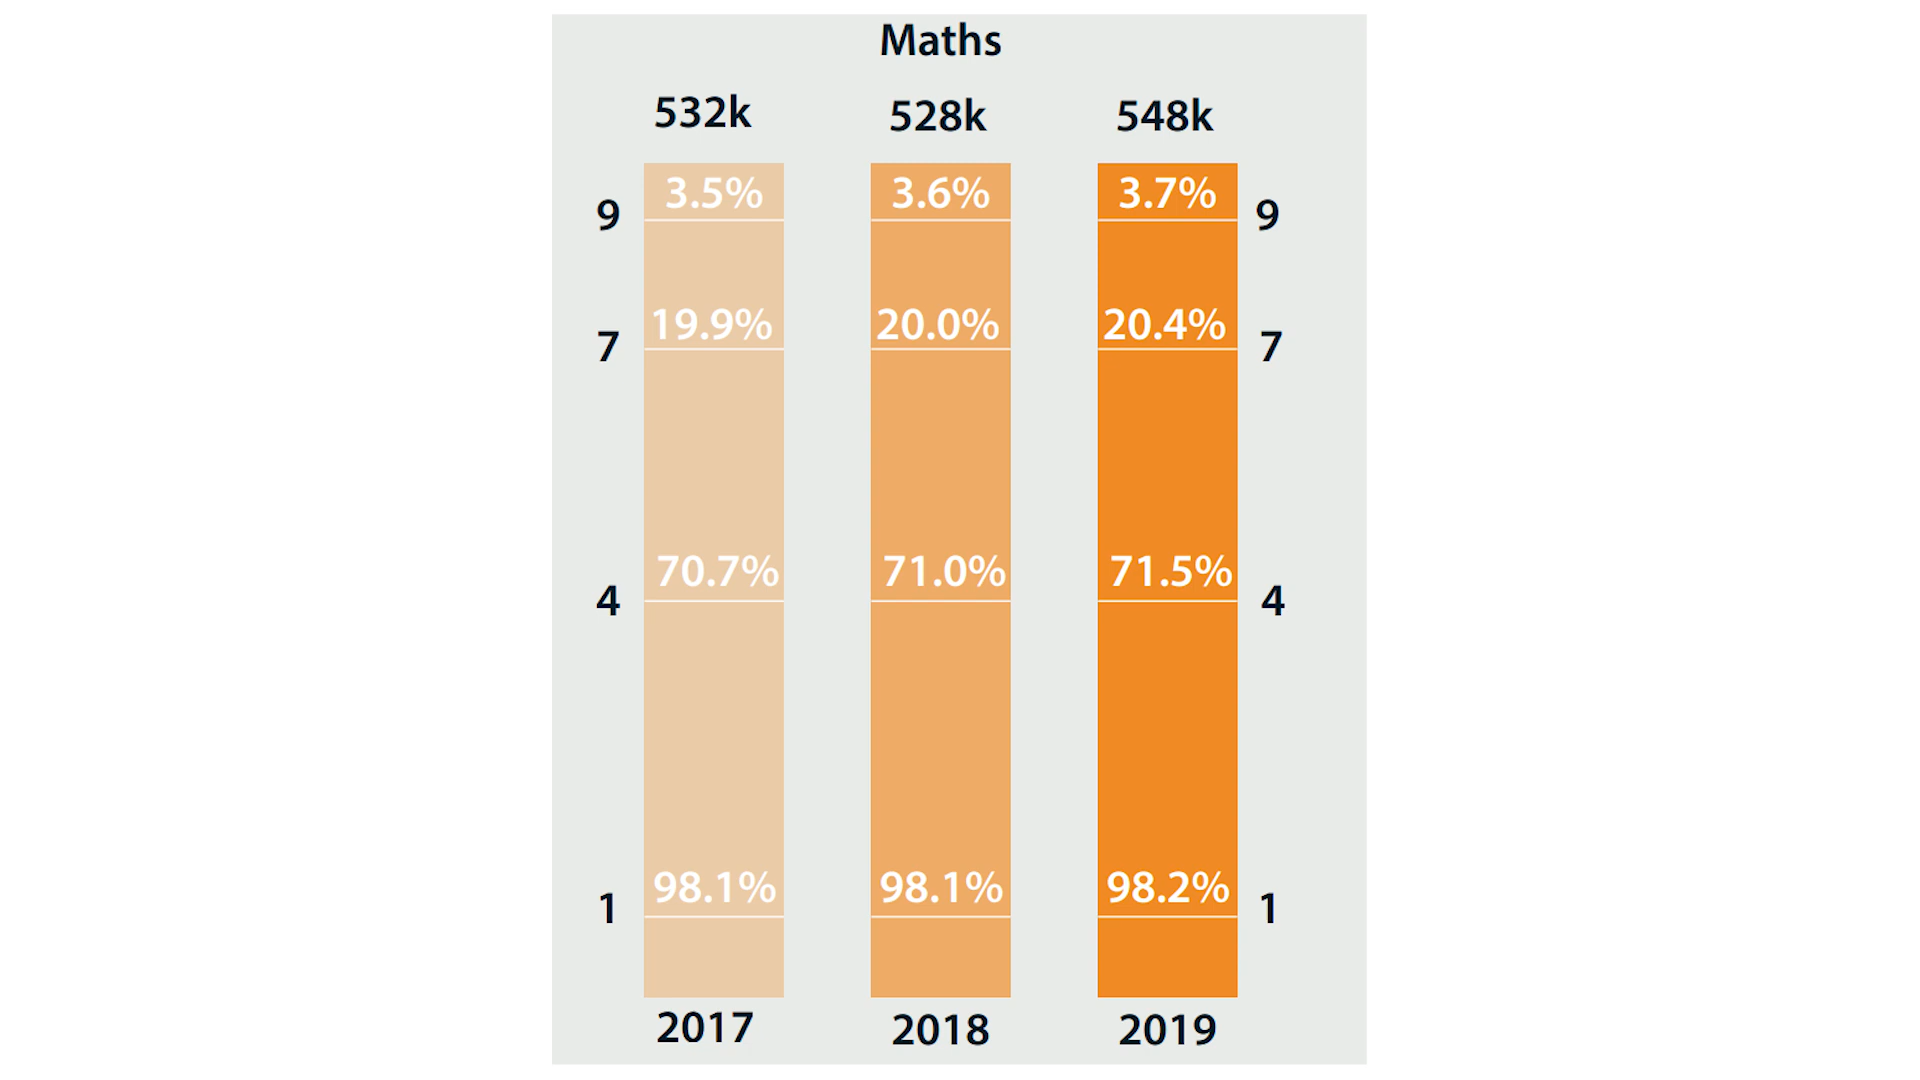 Maths
532k 528k 548k
3.5% 3.6% 3.7%
9 9
19.9% 20.0% 20.4%
7 7
70.7% 71.0% 71.5%
4 4
98.1% 98.1% 98.2%
1 1
2017 2018 2019